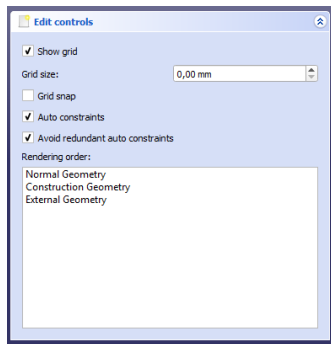 Edit controls
Show grid
Grid size:
0,00 mm
Grid snap
Auto constraints
Avoid redundant auto constraints
Rendering order:
Normal Geometry
Construction Geometry
External Geometry